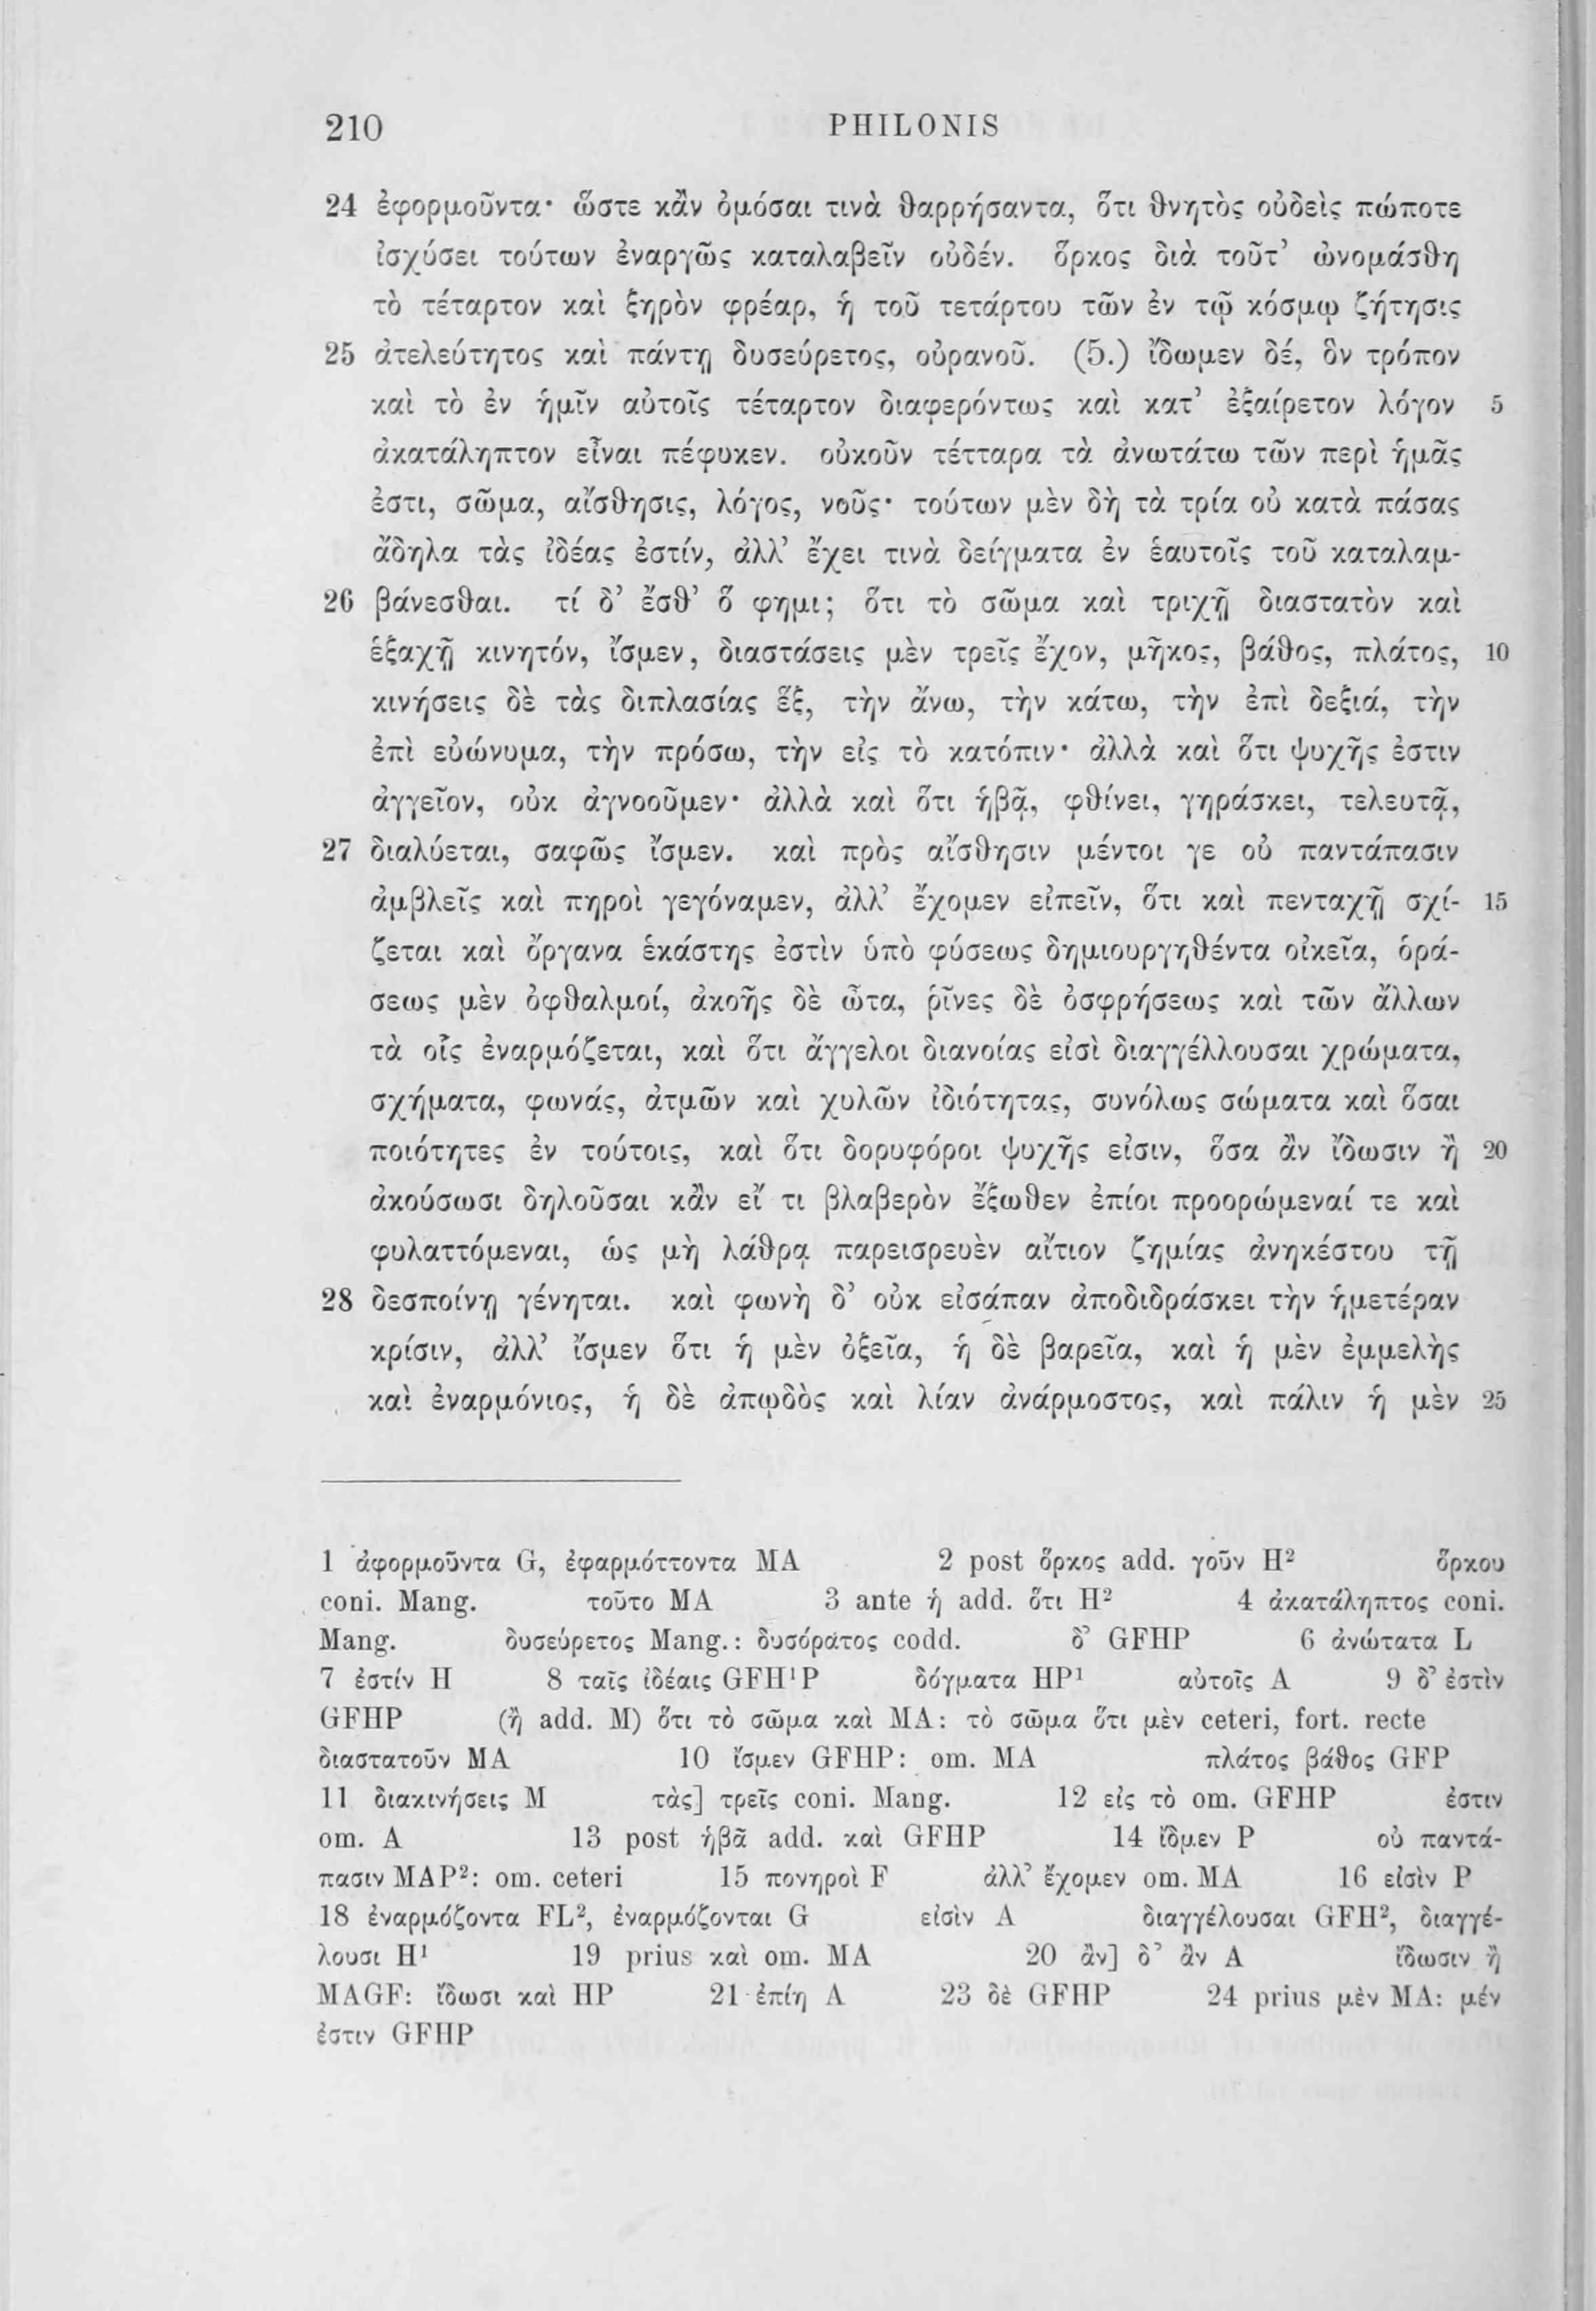 210 PHILONIS
24 ἐφορμοῦντα· ὥστε κἂν ὀμόσαι τινὰ θαρρήσαντα, ὅτι θνητὸς οὐδεὶς πώποτε
ἰσχύσει τούτων ἐναργῶς καταλαβεῖν οὐδέν. ὅρκος διὰ τοῦτ’ ὠνομάσθη
τὸ τέταρτον καὶ ξηρὸν φρέαρ, ἡ τοῦ τετάρτου τῶν ἐν τῷ κόσμῳ ζήτησις
25 ἀτελεύτητος καὶ πάντῃ δυσεύρετος, οὐρανοῦ. (5.) ἴδωμεν δέ, ὃν τρόπον
καὶ τὸ ἐν ἡμῖν αὐτοῖς τέταρτον διαφερόντως καὶ κατ’ ἐξαίρετον λόγον 5
ἀκατάληπτον εἶναι πέφυκεν. οὐκοῦν τέτταρα τὰ ἀνωτάτω τῶν περὶ ἡμᾶς
ἐστι, σῶμα, αἴσθησις, λόγος, νοῦς· τούτων μὲν δὴ τὰ τρία οὐ κατὰ πάσας
ἄδηλα τὰς ἰδέας ἐστίν, ἀλλ’ ἔχει τινὰ δείγματα ἐν ἑαυτοῖς τοῦ καταλαμ-
26 βάνεσθαι. τί δ’ ἔσθ’ ὅ φημι; ὅτι τὸ σῶμα καὶ τριχῇ διαστατὸν καὶ
ἑξαχῇ κινητόν, ἴσμεν, διαστάσεις μὲν τρεῖς ἔχον, μῆκος, βάθος, πλάτος, 10
κινήσεις δὲ τὰς διπλασίας ἕξ, τὴν ἄνω, τὴν κάτω, τὴν ἐπὶ δεξιά, τὴν
ἐπὶ εὐώνυμα, τὴν πρόσω, τὴν εἰς τὸ κατόπιν· ἀλλὰ καὶ ὅτι ψυχῆς ἐστιν
ἀγγεῖον, οὐκ ἀγνοοῦμεν· ἀλλὰ καὶ ὅτι ἡβᾷ, φθίνει, γηράσκει, τελευτᾷ,
27 διαλύεται, σαφῶς ἴσμεν. καὶ πρὸς αἴσθησιν μέντοι γε οὐ παντάπασιν
ἀμβλεῖς καὶ πηροὶ γεγόναμεν, ἀλλ’ ἔχομεν εἰπεῖν, ὅτι καὶ πενταχῇ σχί- 15
ζεται καὶ ὄργανα ἑκάστης ἐστὶν ὑπὸ φύσεως δημιουργηθέντα οἰκεῖα, ὁρά-
σεως μὲν ὀφθαλμοί, ἀκοῆς δὲ ὦτα, ῥῖνες δὲ ὀσφρήσεως καὶ τῶν ἄλλων
τὰ οἷς ἐναρμόζεται, καὶ ὅτι ἄγγελοι διανοίας εἰσὶ διαγγέλλουσαι χρώματα,
σχήματα, φωνάς, ἀτμῶν καὶ χυλῶν ἰδιότητας, συνόλως σώματα καὶ ὅσαι
ποιότητες ἐν τούτοις, καὶ ὅτι δορυφόροι ψυχῆς εἰσιν, ὅσα ἂν ἴδωσιν ἢ 20
ἀκούσωσι δηλοῦσαι κἂν εἴ τι βλαβερὸν ἔξωθεν ἐπίοι προορώμεναί τε καὶ
φυλαττόμεναι, ὡς μὴ λάθρᾳ παρεισρευὲν αἴτιον ζημίας ἀνηκέστου τῇ
28 δεσποίνῃ γένηται. καὶ φωνὴ δ’ οὐκ εἰσάπαν ἀποδιδράσκει τὴν ἡμετέραν
κρίσιν, ἀλλ’ ἴσμεν ὅτι ἡ μὲν ὀξεῖα, ἡ δὲ βαρεῖα, καὶ ἡ μὲν ἐμμελὴς
καὶ ἐναρμόνιος, ἡ δὲ ἀπῳδὸς καὶ λίαν ἀνάρμοστος, καὶ πάλιν ἡ μὲν 25
1 ἀφορμοῦντα G, ἐφαρμόττοντα MA 2 post ὅρκος add. γοῦν H² ὅρκου
coni. Mang. τοῦτο MA 3 ante ἡ add. ὅτι H² 4 ἀκατάληπτος coni.
Mang. δυσεύρετος Mang.: δυσόρατος codd. δ’ GFHP 6 ἀνώτατα L
7 ἐστίν H 8 ταῖς ἰδέαις GFH¹P δόγματα HP¹ αὐτοῖς A 9 δ’ ἐστὶν
GFHP (ἢ add. M) ὅτι τὸ σῶμα καὶ MA: τὸ σῶμα ὅτι μὲν ceteri, fort. recte
διαστατοῦν MA 10 ἴσμεν GFHP: om. MA πλάτος βάθος GFP
11 διακινήσεις M τὰς] τρεῖς coni. Mang. 12 εἰς τὸ om. GFHP ἐστιν
om. A 13 post ἡβᾷ add. καὶ GFHP 14 ἴδμεν P οὐ παντά-
πασιν MAP²: om. ceteri 15 πονηροὶ F ἀλλ’ ἔχομεν om. MA 16 εἰσὶν P
18 ἐναρμόζοντα FL², ἐναρμόζονται G εἰσὶν A διαγγέλουσαι GFH², διαγγέ-
λουσι H¹ 19 prius καὶ om. MA 20 ἂν] δ’ ἂν A ἴδωσιν ἢ
MAGF: ἴδωσι καὶ HP 21 ἐπίῃ A 23 δὲ GFHP 24 prius μὲν MA: μέν
ἐστιν GFHP